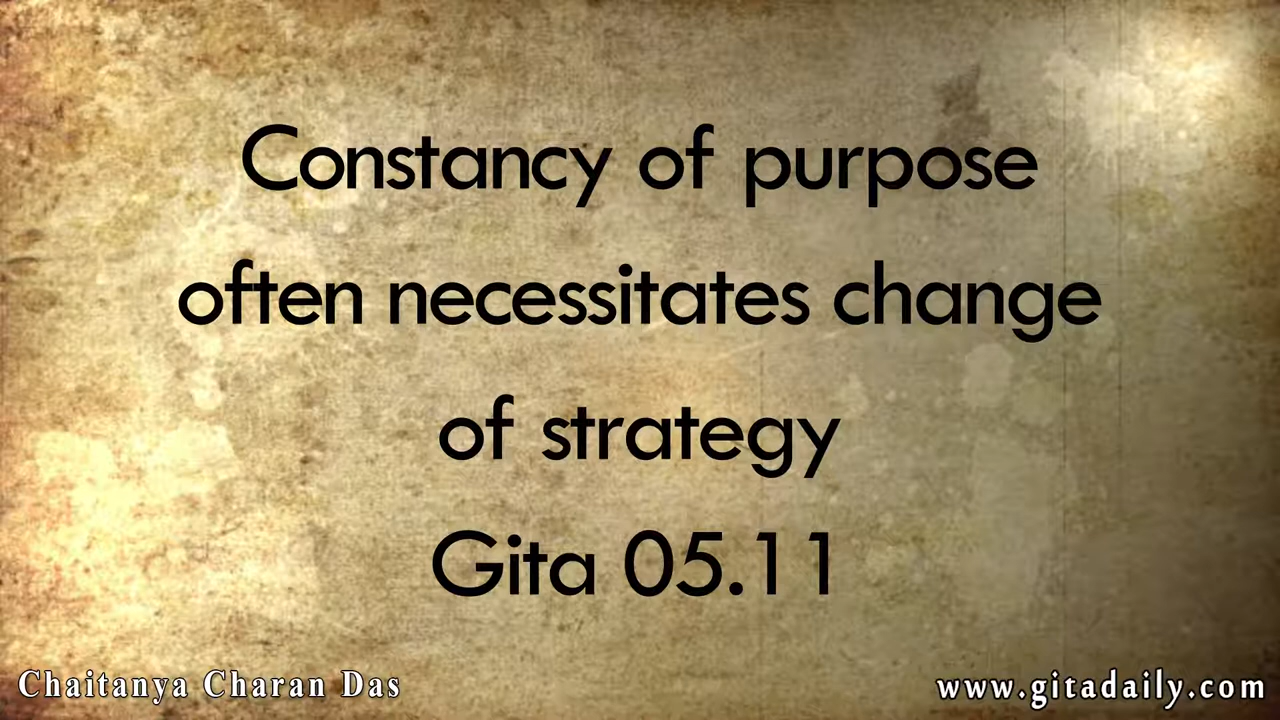 Constancy of purpose
often necessitates change
of strategy
Gita 05.11
Chaitanya Charan Das
www.gitadaily.com